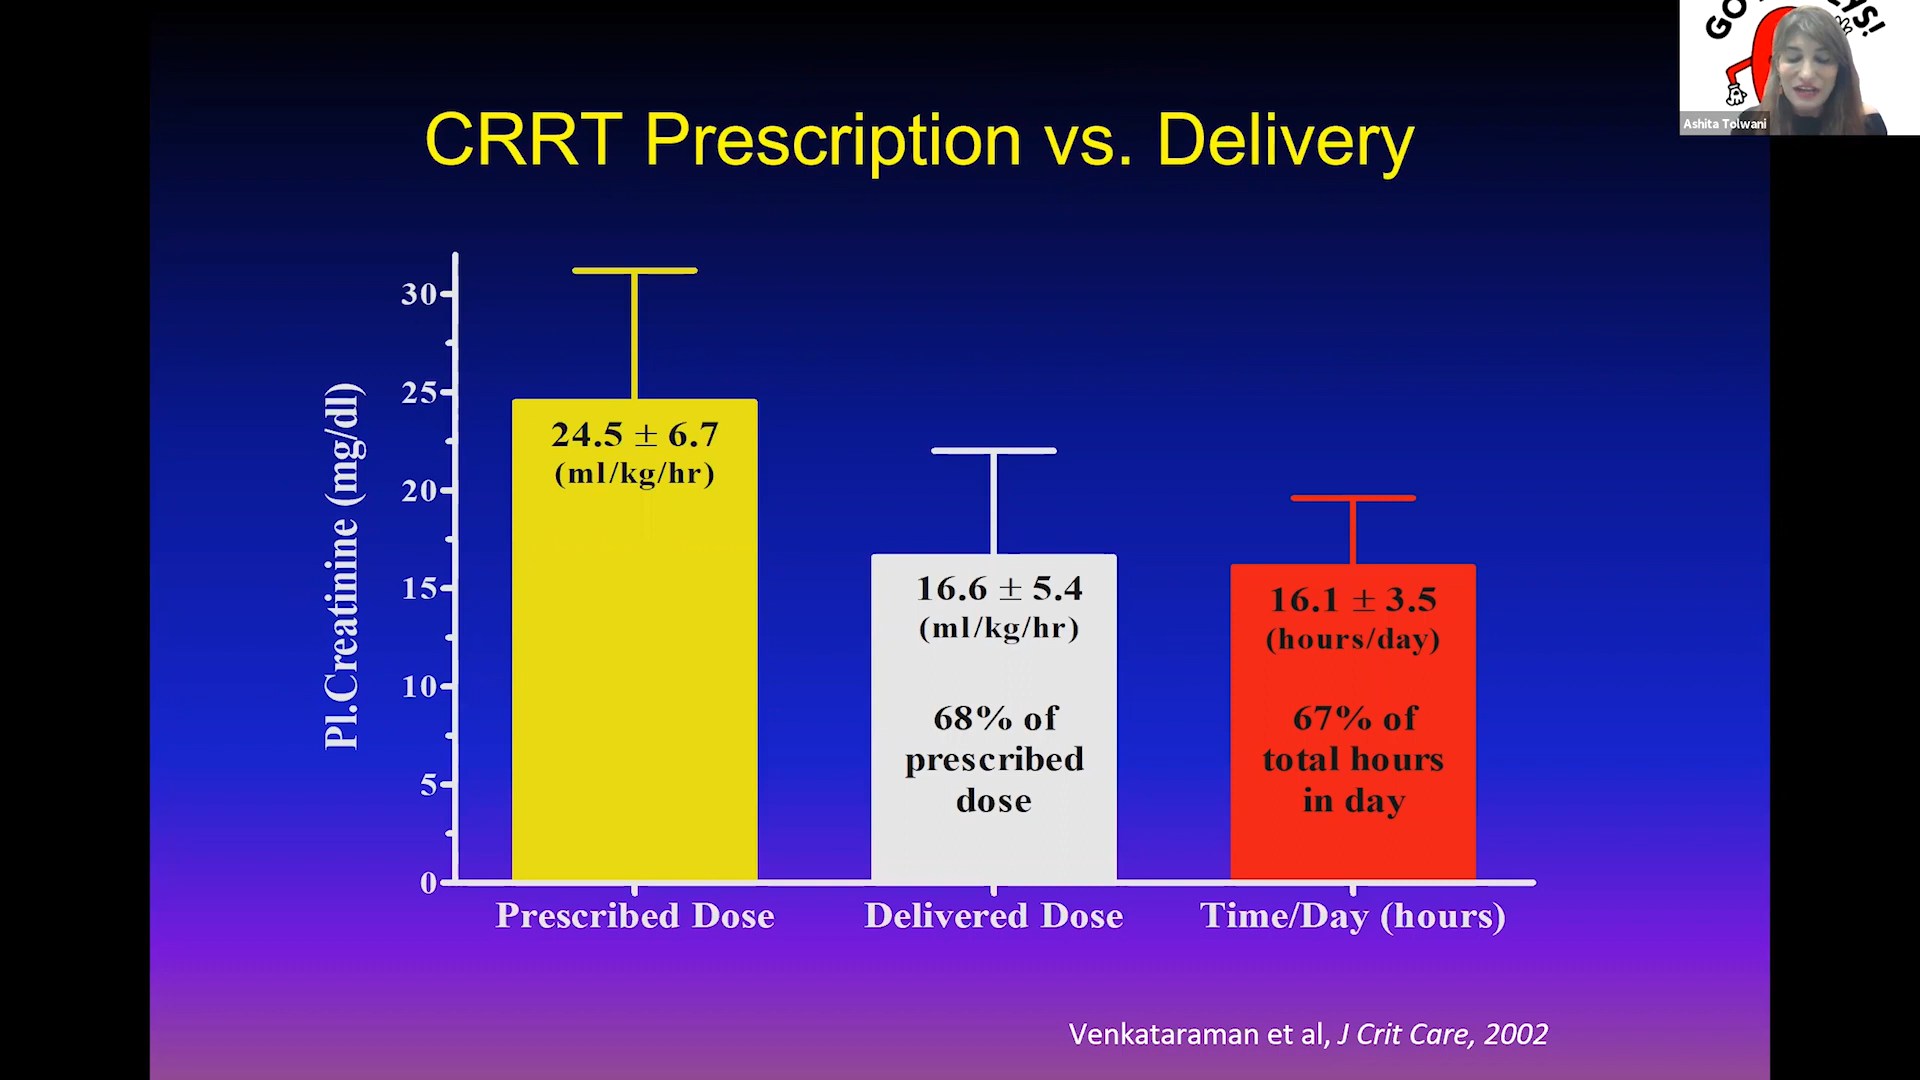 Ashita Tolwani
CRRT Prescription vs. Delivery
Pl.Creatinine (mg/dl)
30
25
20
15
10
5
0
24.5 ± 6.7
(ml/kg/hr)
16.6 ± 5.4
(ml/kg/hr)
68% of
prescribed
dose
16.1 ± 3.5
(hours/day)
67% of
total hours
in day
Prescribed Dose
Delivered Dose
Time/Day (hours)
Venkataraman et al, J Crit Care, 2002